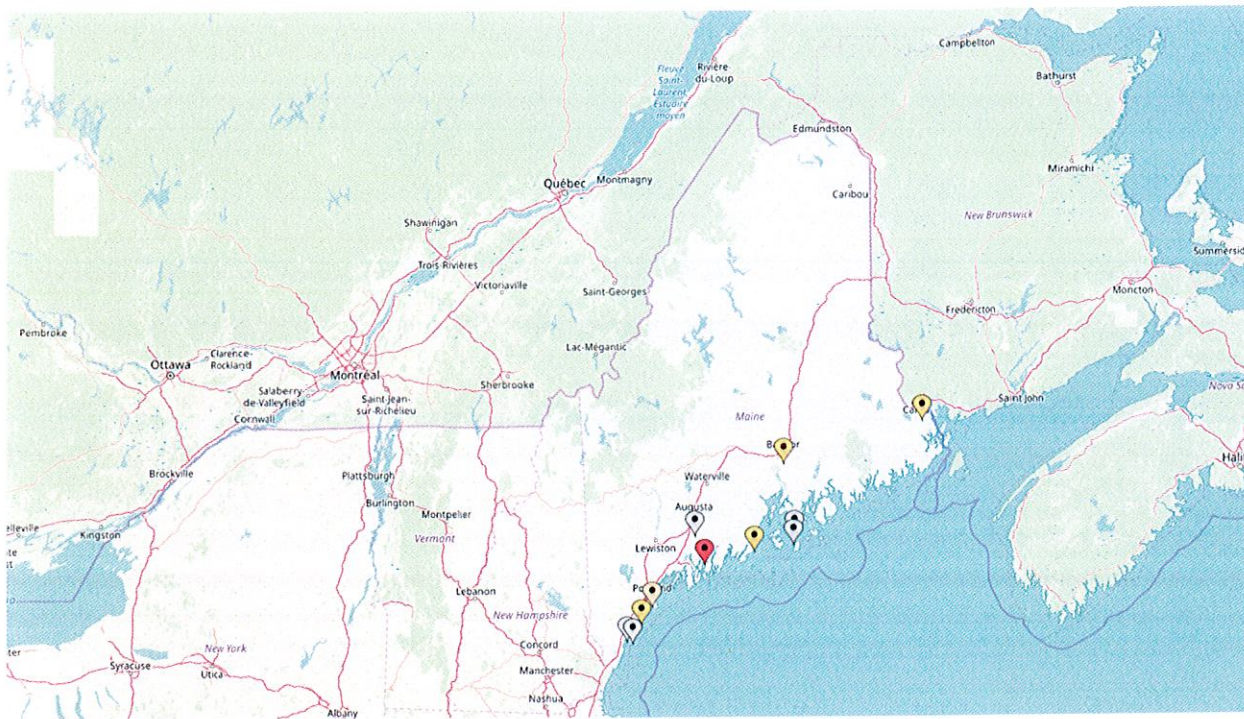 Campbellton
Rivière-
du-Loup
Bathurst
Fleuve
Saint-
Laurent
Estuaire
moyen
Edmundston
Miramichi
Québec
Montmagny
Caribou
New Brunswick
Shawinigan
Summersid
Trois-Rivières
Victoriaville
Saint-Georges
Moncton
Fredericton
Pembroke
Lac-Mégantic
Clarence-
Rockland
Ottawa
Montréal
Sherbrooke
Salaberry
de-Valleyfield
Saint-Jean-
sur-Richelieu
Saint John
Nova S
Cornwall
Maine
Brockville
Plattsburgh
Waterville
Hali
Burlington
Augusta
Montpelier
elleville
Kingston
Vermont
Lewiston
Lebanon
New Hampshire
New York
Concord
Syracuse
Utica
Manchester
Nashua
Albany